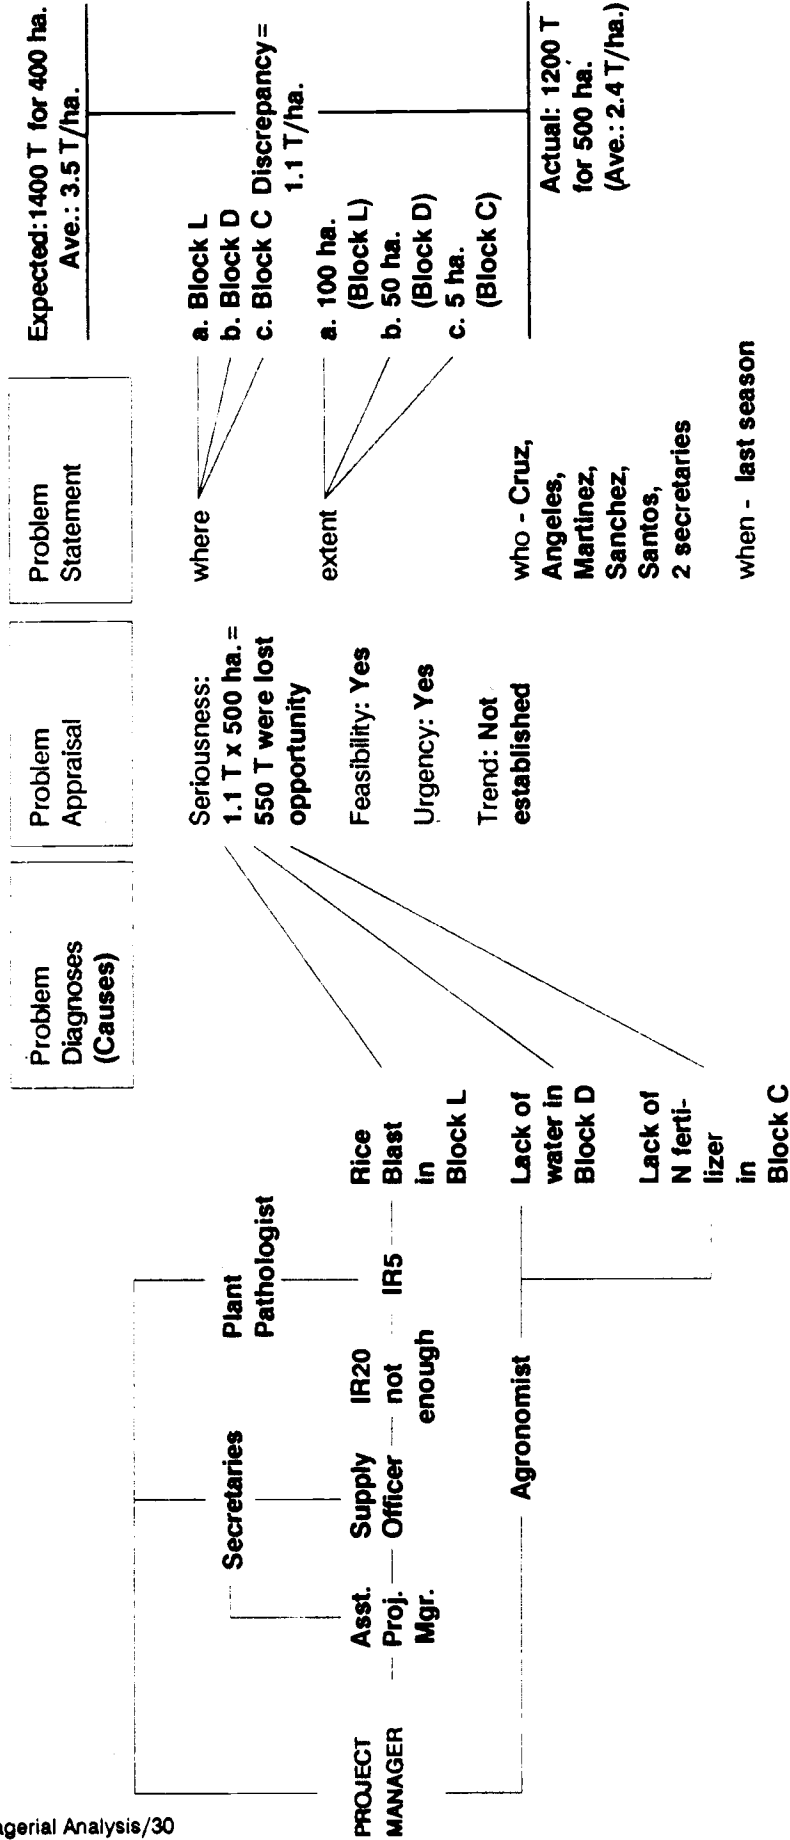 agerial Analysis/30
PROJECT
MANAGER
Secretaries
Asst.
Proj.
Mgr.
Supply
Officer
IR20
not
enough
Plant
Pathologist
IR5
Agronomist
Problem
Diagnoses
(Causes)
Rice
Blast
in
Block L
Lack of
water in
Block D
Lack of
N ferti-
lizer
in
Block C
Problem
Appraisal
Seriousness:
1.1 T x 500 ha. =
550 T were lost
opportunity
Feasibility: Yes
Urgency: Yes
Trend: Not
established
Problem
Statement
where
a. Block L
b. Block D
c. Block C
extent
a. 100 ha.
(Block L)
b. 50 ha.
(Block D)
c. 5 ha.
(Block C)
who - Cruz,
Angeles,
Martinez,
Sanchez,
Santos,
2 secretaries
when - last season
Expected: 1400 T for 400 ha.
Ave.: 3.5 T/ha.
Discrepancy =
1.1 T/ha.
Actual: 1200 T
for 500 ha.
(Ave.: 2.4 T/ha.)